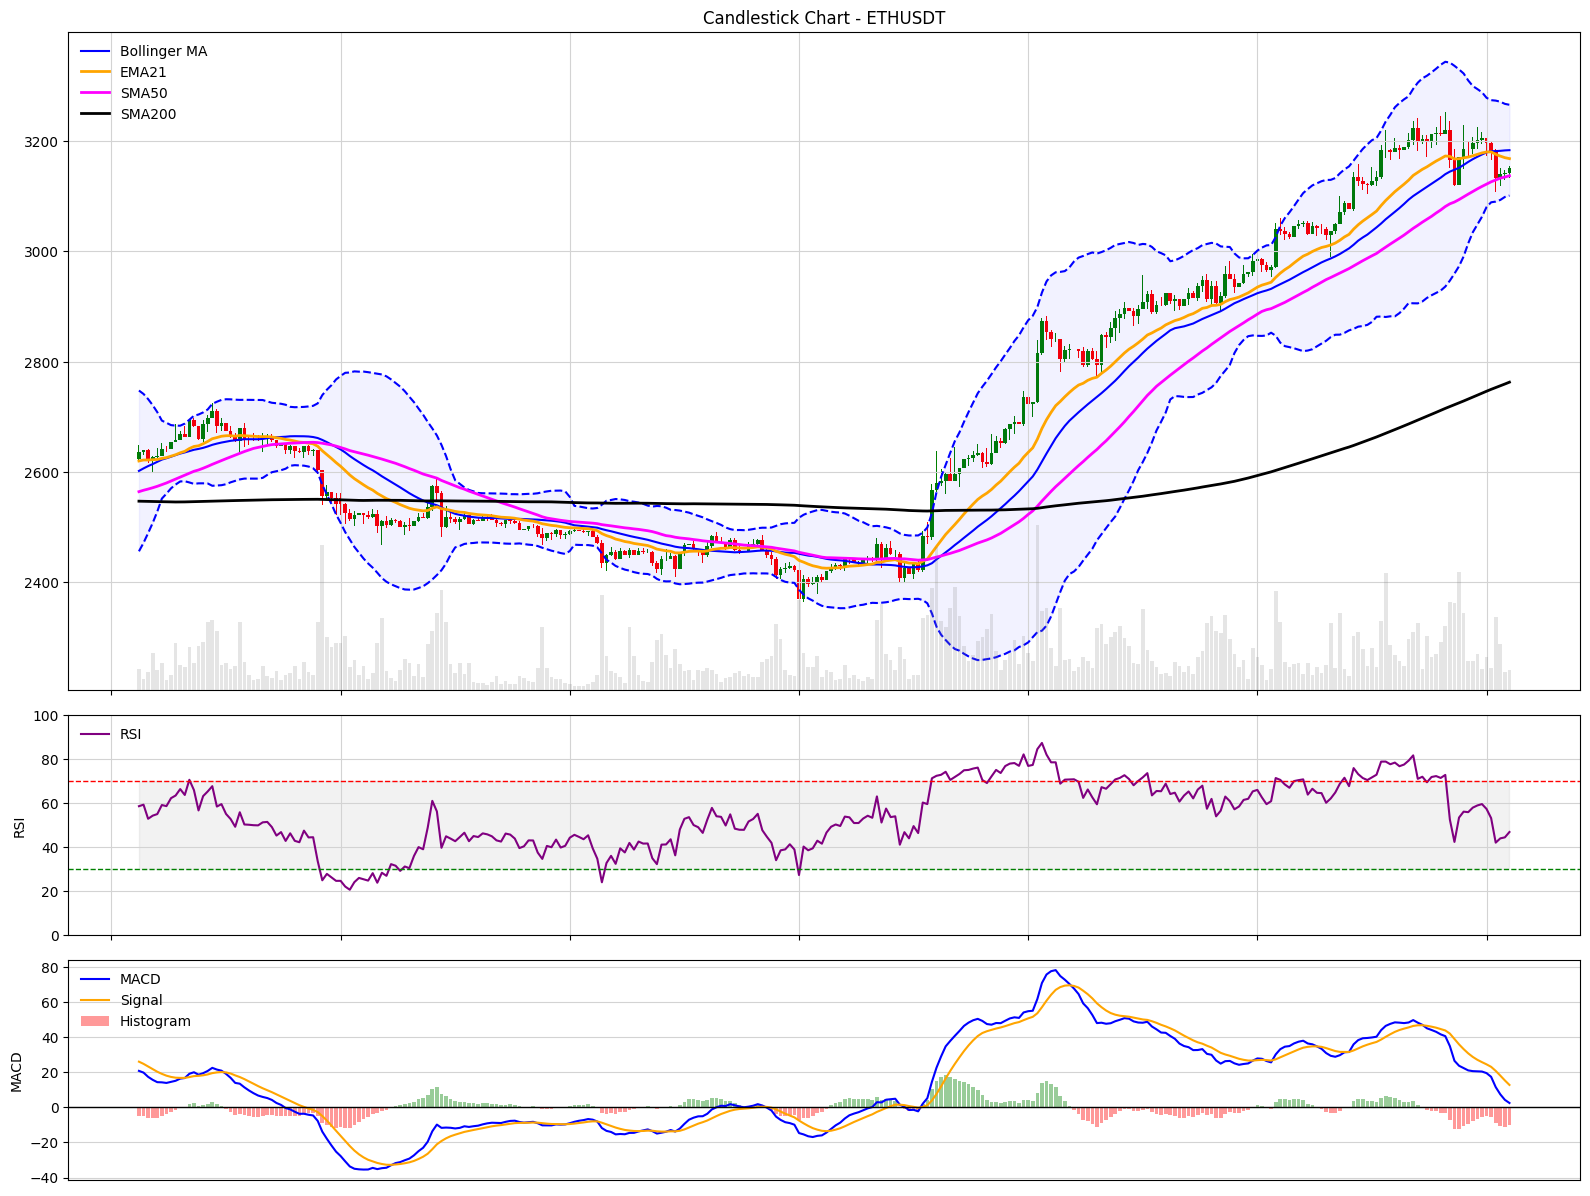 Candlestick Chart - ETHUSDT
Bollinger MA
EMA21
SMA50
SMA200
3200
3000
2800
2600
2400
100
80
60
40
20
0
RSI
RSI
80
60
40
20
0
−20
−40
MACD
MACD
Signal
Histogram